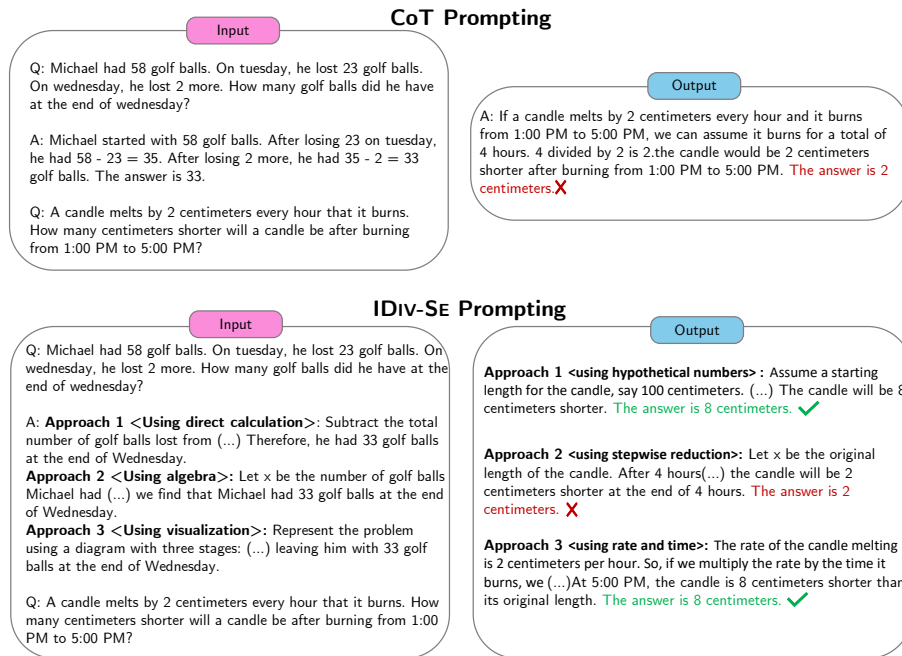 CoT Prompting
Input
Q: Michael had 58 golf balls. On tuesday, he lost 23 golf balls.
On wednesday, he lost 2 more. How many golf balls did he have
at the end of wednesday?
A: Michael started with 58 golf balls. After losing 23 on tuesday,
he had 58 - 23 = 35. After losing 2 more, he had 35 - 2 = 33
golf balls. The answer is 33.
Q: A candle melts by 2 centimeters every hour that it burns.
How many centimeters shorter will a candle be after burning
from 1:00 PM to 5:00 PM?
Output
A: If a candle melts by 2 centimeters every hour and it burns
from 1:00 PM to 5:00 PM, we can assume it burns for a total of
4 hours. 4 divided by 2 is 2.the candle would be 2 centimeters
shorter after burning from 1:00 PM to 5:00 PM. The answer is 2
centimeters.
IDIV-SE Prompting
Input
Q: Michael had 58 golf balls. On tuesday, he lost 23 golf balls. On
wednesday, he lost 2 more. How many golf balls did he have at the
end of wednesday?
A: Approach 1 <Using direct calculation>: Subtract the total
number of golf balls lost from (...) Therefore, he had 33 golf balls
at the end of Wednesday.
Approach 2 <Using algebra>: Let x be the number of golf balls
Michael had (...) we find that Michael had 33 golf balls at the end
of Wednesday.
Approach 3 <Using visualization>: Represent the problem
using a diagram with three stages: (...) leaving him with 33 golf
balls at the end of Wednesday.
Q: A candle melts by 2 centimeters every hour that it burns. How
many centimeters shorter will a candle be after burning from 1:00
PM to 5:00 PM?
Output
Approach 1 <using hypothetical numbers> : Assume a starting
length for the candle, say 100 centimeters. (...) The candle will be 8
centimeters shorter. The answer is 8 centimeters.
Approach 2 <using stepwise reduction>: Let x be the original
length of the candle. After 4 hours(...) the candle will be 2
centimeters shorter at the end of 4 hours. The answer is 2
centimeters.
Approach 3 <using rate and time>: The rate of the candle melting
is 2 centimeters per hour. So, if we multiply the rate by the time it
burns, we (...)At 5:00 PM, the candle is 8 centimeters shorter than
its original length. The answer is 8 centimeters.